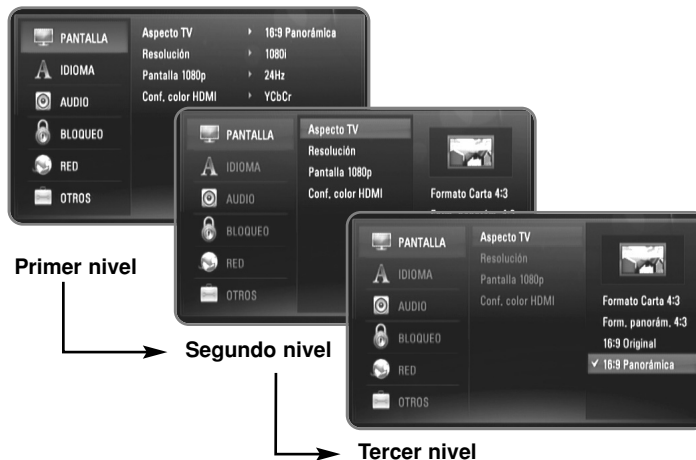 PANTALLA
IDIOMA
AUDIO
BLOQUEO
RED
OTROS
Aspecto TV 16:9 Panorámica
Resolución 1080i
Pantalla 1080p 24Hz
Conf. color HDMI YCbCr
Primer nivel
PANTALLA
IDIOMA
AUDIO
BLOQUEO
RED
OTROS
Aspecto TV
Resolución
Pantalla 1080p
Conf. color HDMI
Formato Carta 4:3
Segundo nivel
PANTALLA
IDIOMA
AUDIO
BLOQUEO
RED
OTROS
Aspecto TV
Resolución
Pantalla 1080p
Conf. color HDMI
Formato Carta 4:3
Form. panorám. 4:3
16:9 Original
✓ 16:9 Panorámica
Tercer nivel